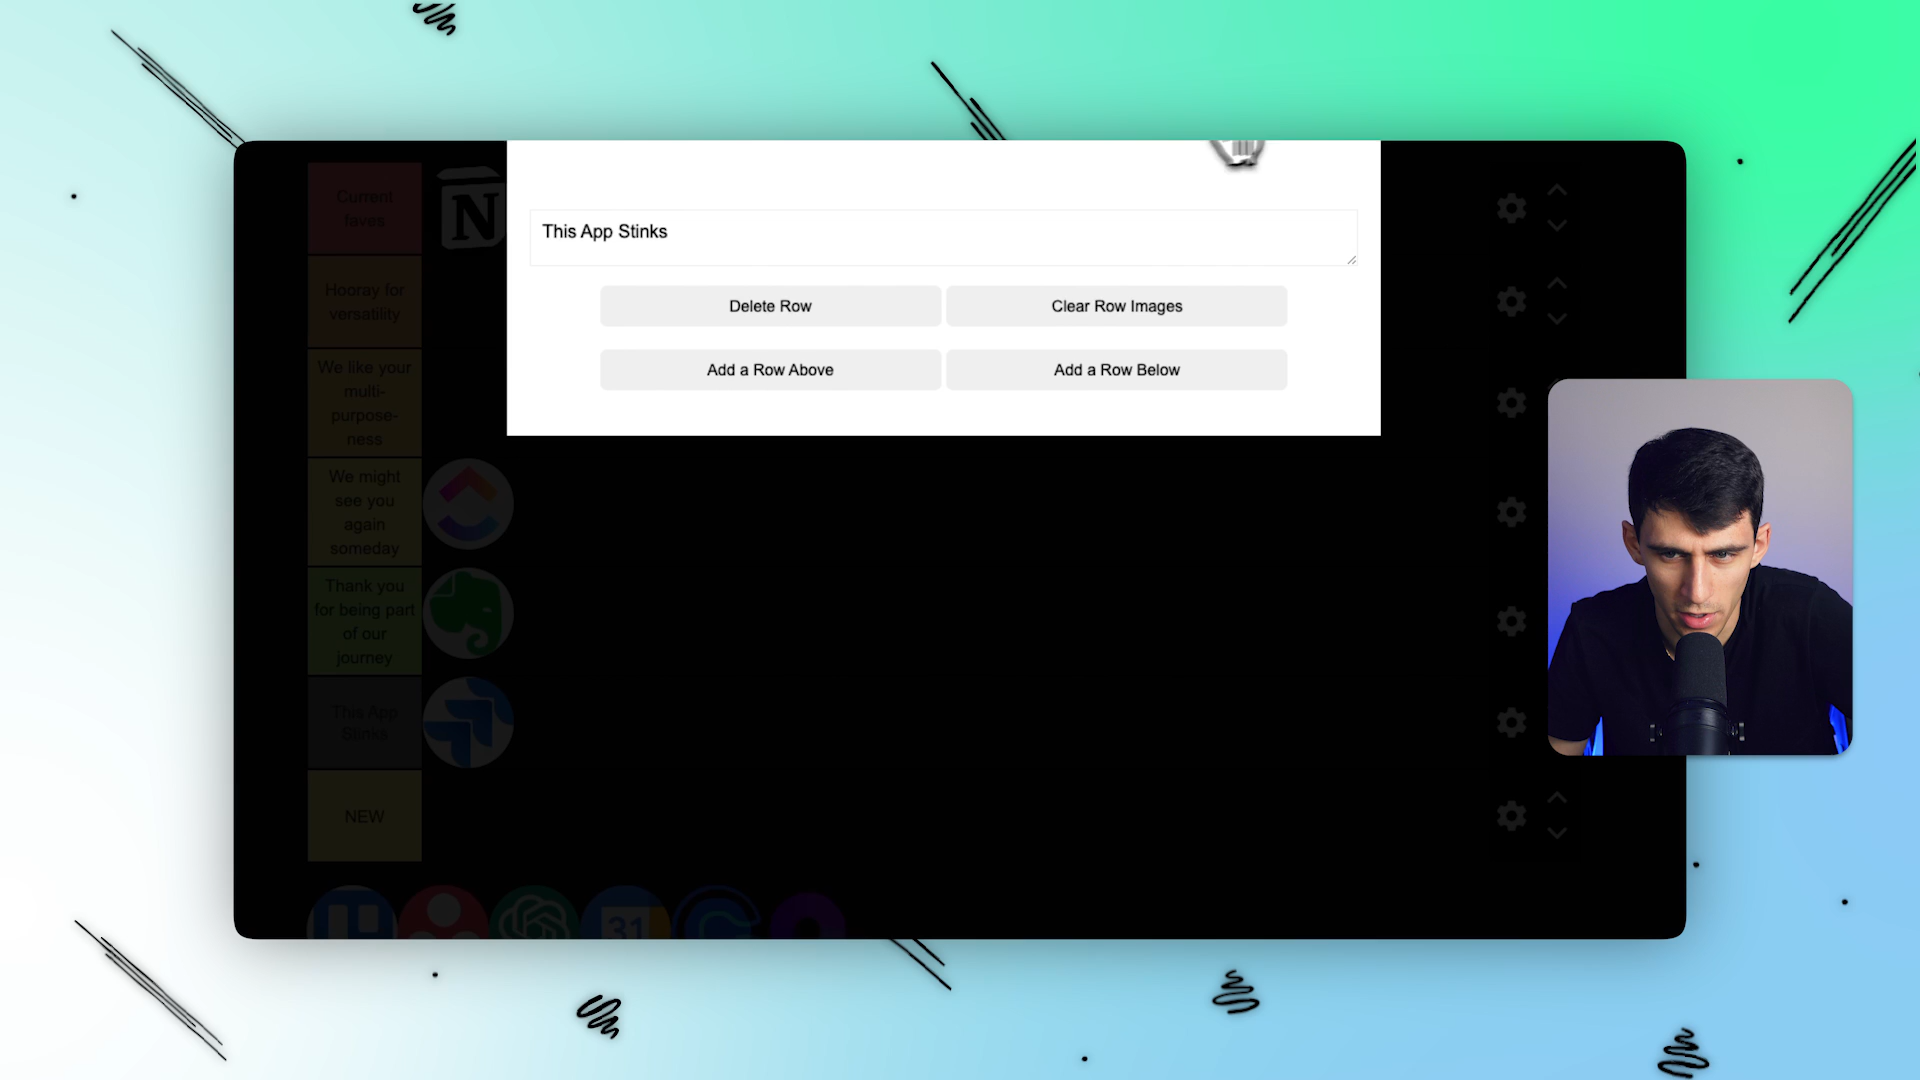 Current
faves
N
This App Stinks
Hooray for
versatility
Delete Row
Clear Row Images
We like your
multi-
purpose-
ness
Add a Row Above
Add a Row Below
We might
see you
again
someday
Thank you
for being part
of our
journey
This App
Stinks
NEW
31